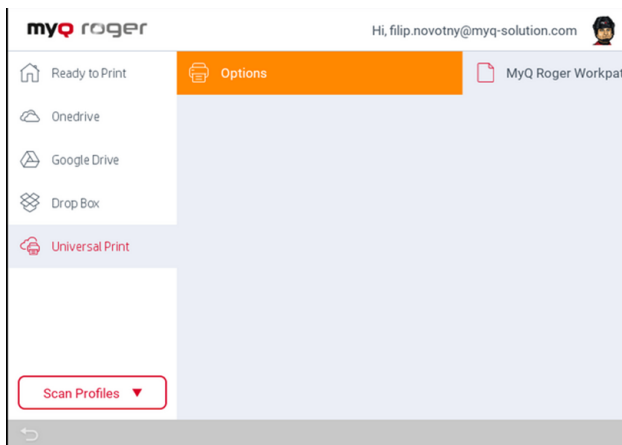 myQ roger
Hi, filip.novotny@myq-solution.com
Ready to Print
Options
MyQ Roger Workpat
Onedrive
Google Drive
Drop Box
Universal Print
Scan Profiles